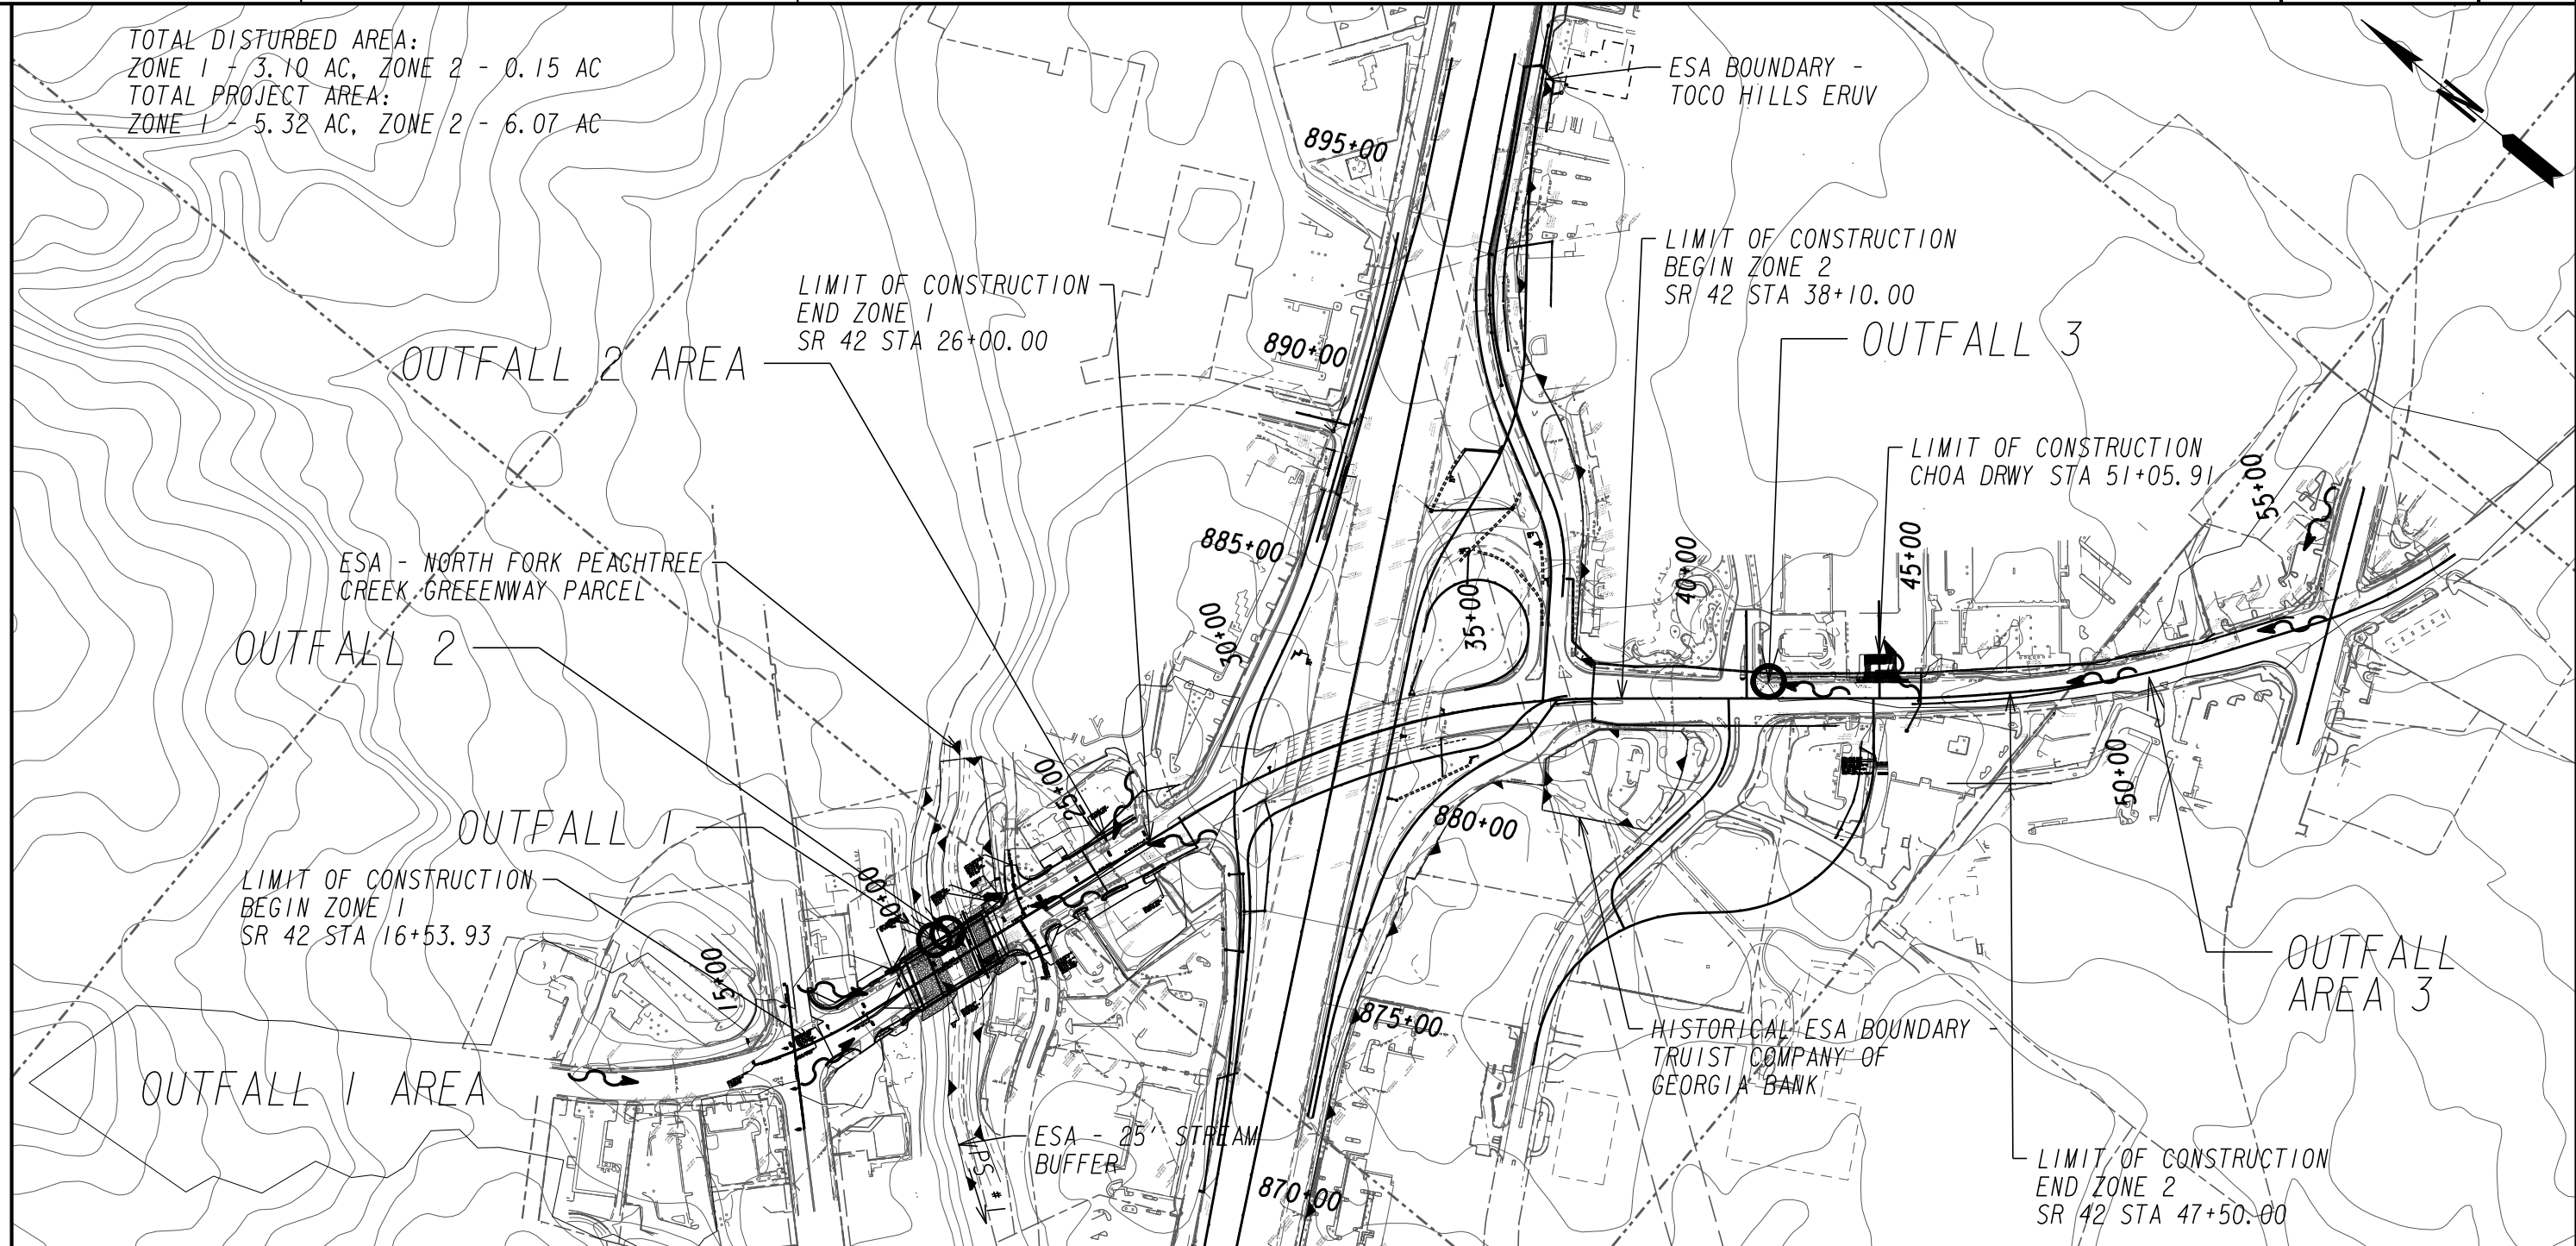 TOTAL DISTURBED AREA:
ZONE 1 - 3.10 AC, ZONE 2 - 0.15 AC
TOTAL PROJECT AREA:
ZONE 1 - 5.32 AC, ZONE 2 - 6.07 AC
ESA BOUNDARY -
TOCO HILLS ERUV
N
895+00
LIMIT OF CONSTRUCTION
BEGIN ZONE 2
SR 42 STA 38+10.00
LIMIT OF CONSTRUCTION
END ZONE 1
SR 42 STA 26+00.00
OUTFALL 3
OUTFALL 2 AREA
890+00
LIMIT OF CONSTRUCTION
CHOA DRWY STA 51+05.91
55+00
885+00
40+00
45+00
ESA - NORTH FORK PEACHTREE
CREEK GREEENWAY PARCEL
30+00
35+00
OUTFALL 2
25+00
50+00
OUTFALL 1
880+00
LIMIT OF CONSTRUCTION
BEGIN ZONE 1
SR 42 STA 16+53.93
20+00
15+00
OUTFALL
AREA 3
875+00
HISTORICAL ESA BOUNDARY -
TRUIST COMPANY OF
GEORGIA BANK
OUTFALL 1 AREA
ESA - 25' STREAM
BUFFER
LIMIT OF CONSTRUCTION
END ZONE 2
SR 42 STA 47+50.00
870+00